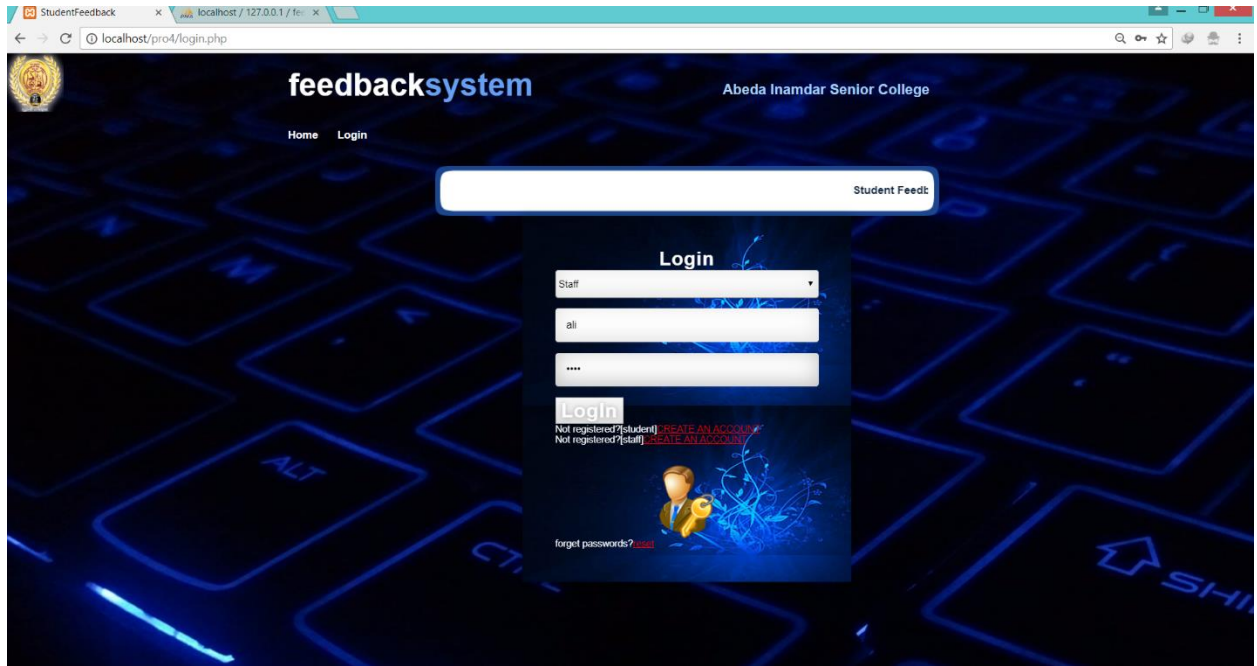 StudentFeedback
localhost / 127.0.0.1 / fe
localhost/pro4/login.php
feedbacksystem
Abeda Inamdar Senior College
Home Login
Student Feedb
Login
Staff
ali
••••
LogIn
Not registered?[student]CREATE AN ACCOUNT
Not registered?[staff]CREATE AN ACCOUNT
forget passwords?reset
ALT
SHI
M